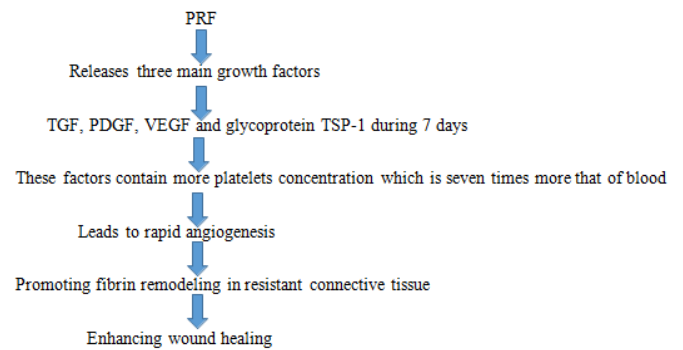 PRF
Releases three main growth factors
TGF, PDGF, VEGF and glycoprotein TSP-1 during 7 days
These factors contain more platelets concentration which is seven times more that of blood
Leads to rapid angiogenesis
Promoting fibrin remodeling in resistant connective tissue
Enhancing wound healing